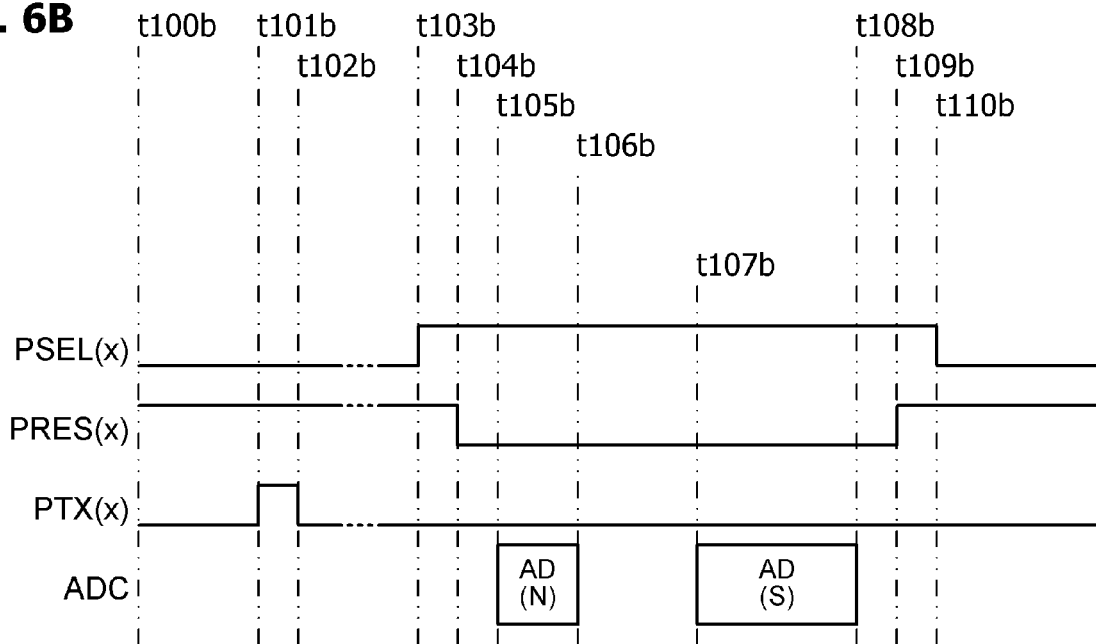 . 6B
t100b
t101b
t102b
t103b
t104b
t105b
t106b
t107b
t108b
t109b
t110b
PSEL(x)
PRES(x)
PTX(x)
ADC
AD
(N)
AD
(S)